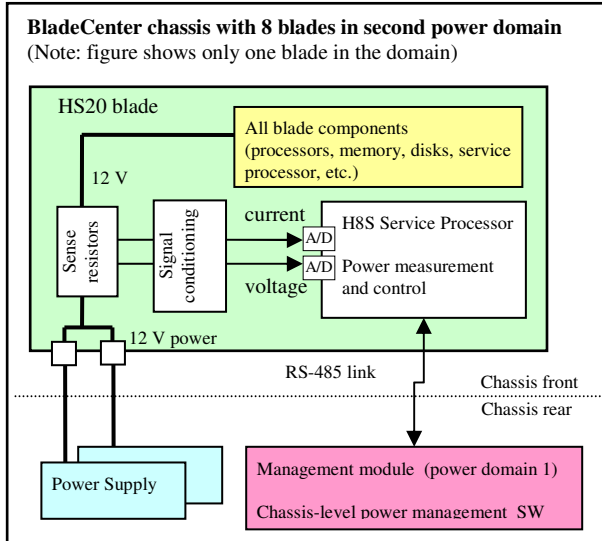 BladeCenter chassis with 8 blades in second power domain
(Note: figure shows only one blade in the domain)
HS20 blade
All blade components
(processors, memory, disks, service
processor, etc.)
12 V
Sense
resistors
Signal
conditioning
current
voltage
A/D
A/D
H8S Service Processor
Power measurement
and control
12 V power
RS-485 link
Chassis front
Chassis rear
Power Supply
Management module (power domain 1)
Chassis-level power management SW